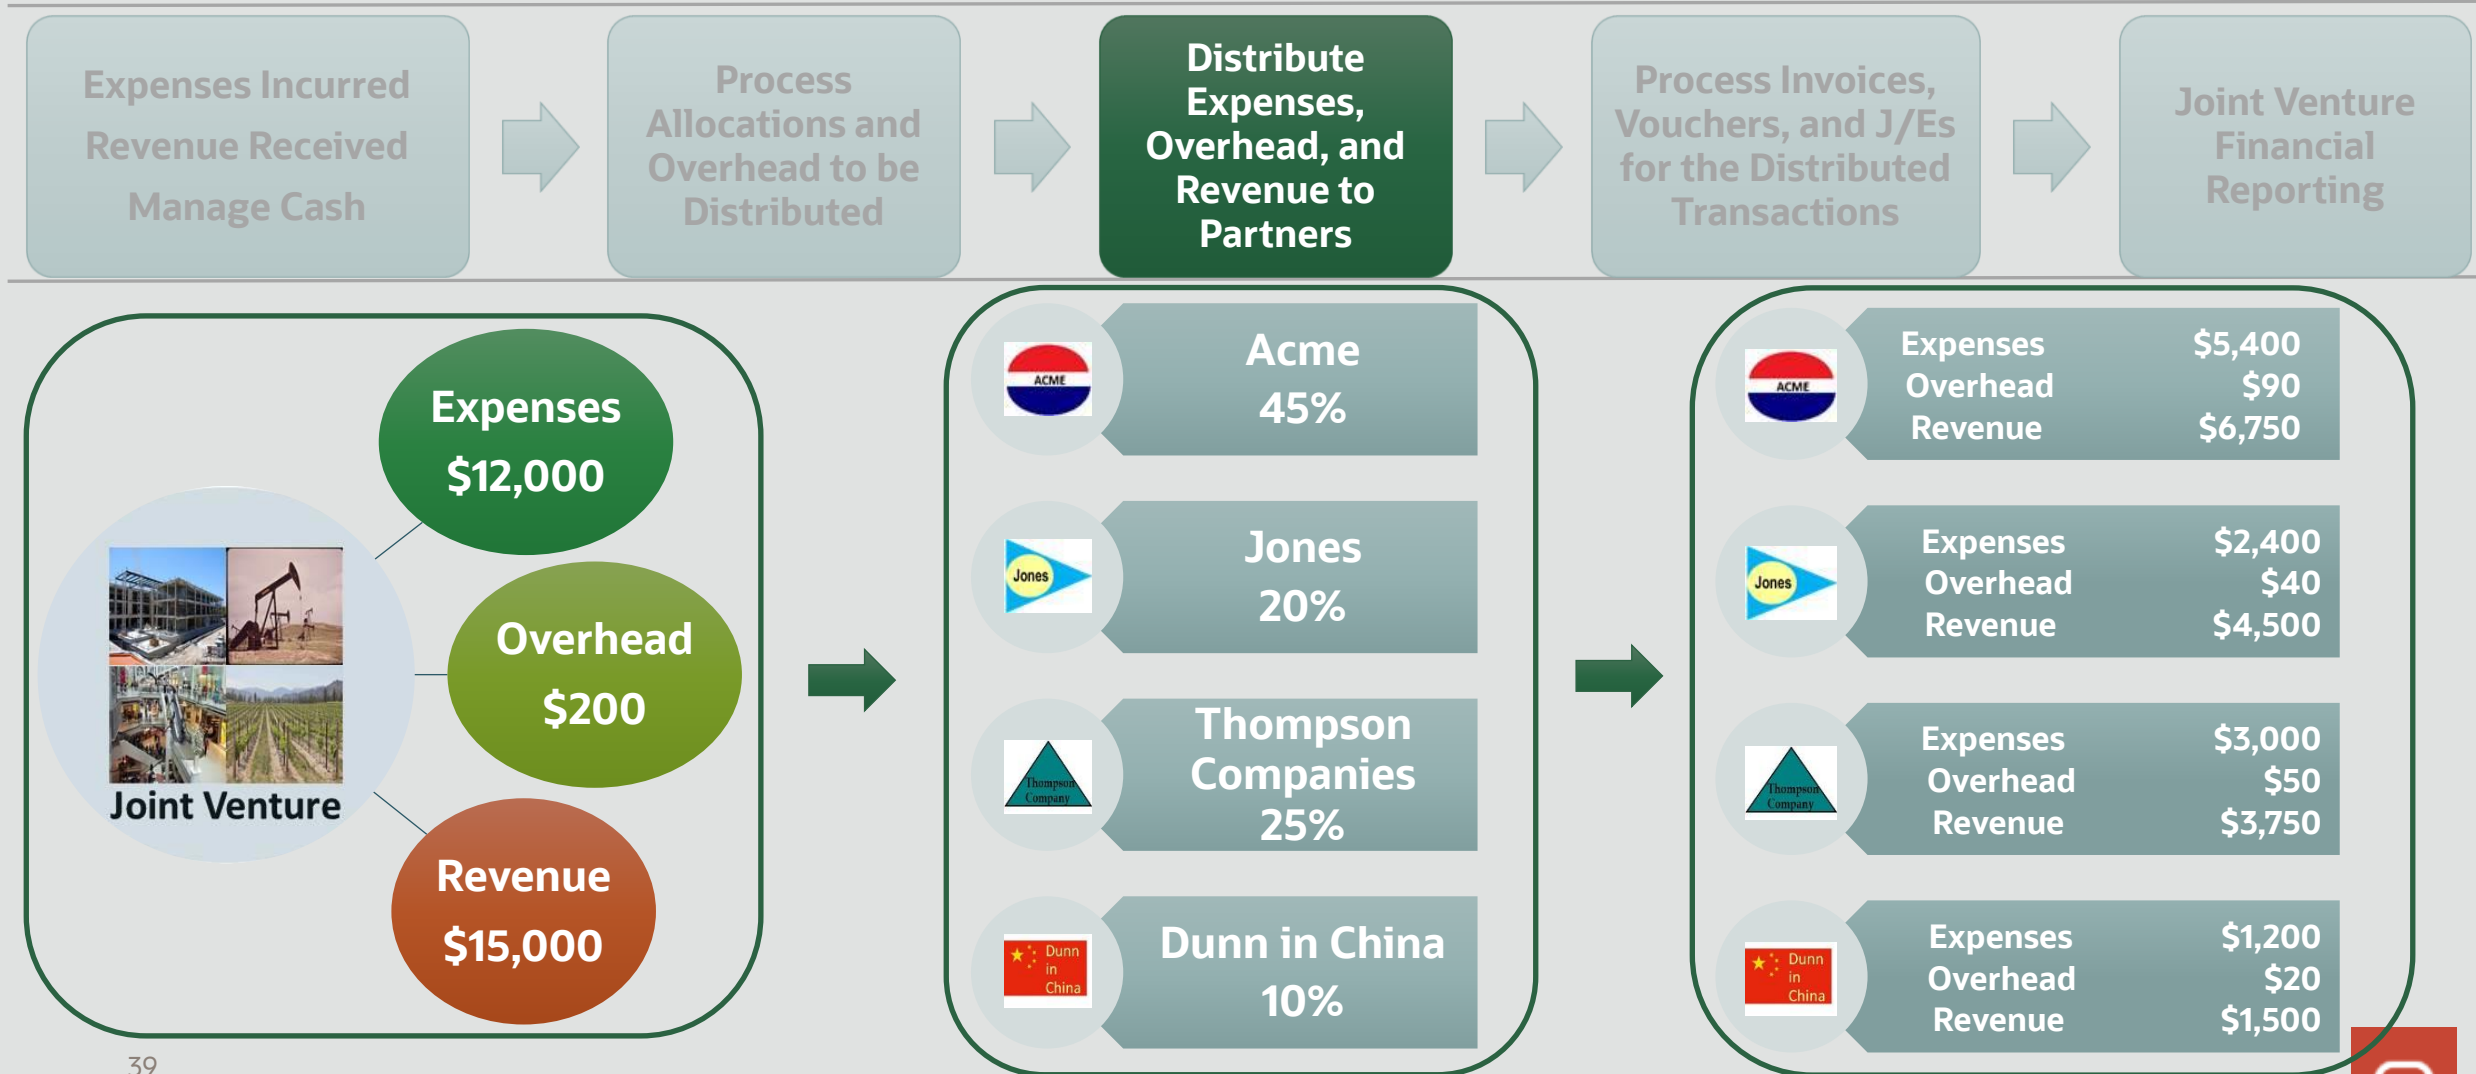 Expenses Incurred
Revenue Received
Manage Cash
Process
Allocations and
Overhead to be
Distributed
Distribute
Expenses,
Overhead, and
Revenue to
Partners
Process Invoices,
Vouchers, and J/Es
for the Distributed
Transactions
Joint Venture
Financial
Reporting
Expenses
$12,000
Overhead
$200
Revenue
$15,000
Joint Venture
ACME
Acme
45%
Jones
Jones
20%
Thompson
Company
Thompson
Companies
25%
Dunn
in
China
Dunn in China
10%
ACME
Expenses $5,400
Overhead $90
Revenue $6,750
Jones
Expenses $2,400
Overhead $40
Revenue $4,500
Thompson
Company
Expenses $3,000
Overhead $50
Revenue $3,750
Dunn
in
China
Expenses $1,200
Overhead $20
Revenue $1,500
39